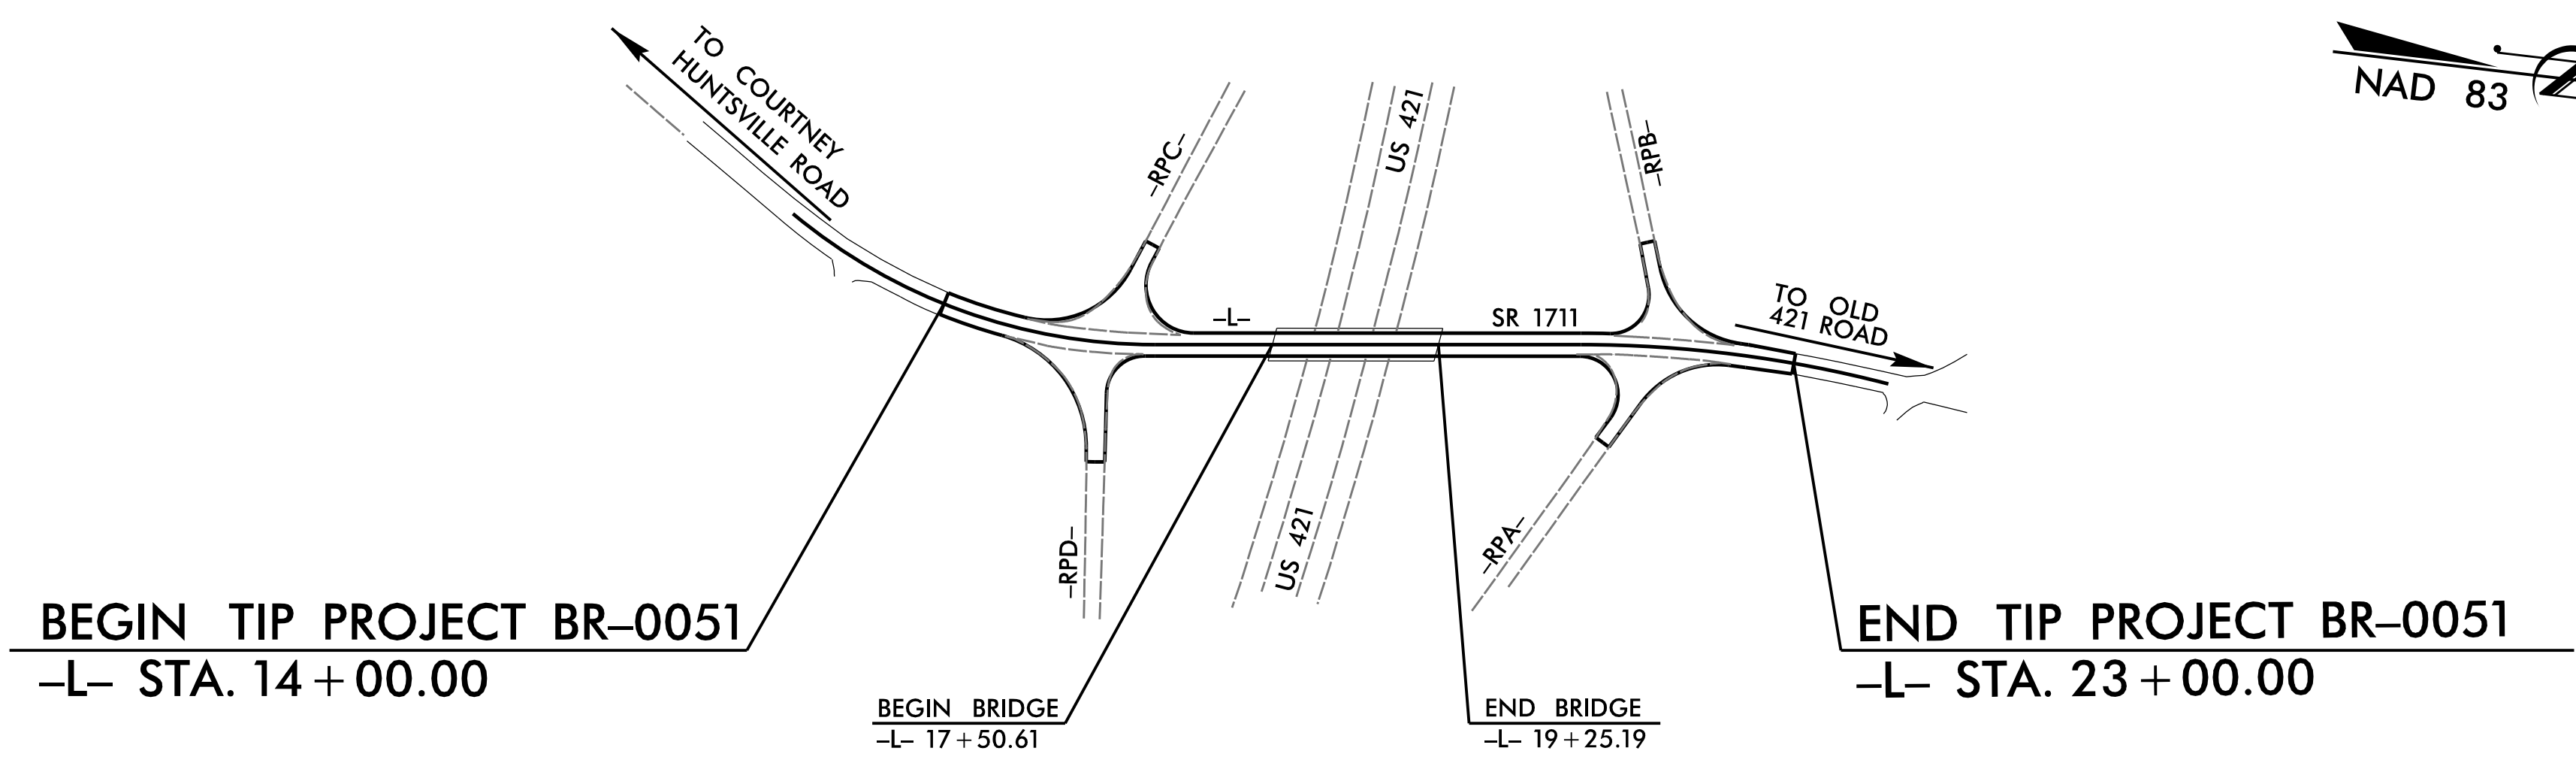 TO COURTNEY
HUNTSVILLE ROAD
NAD 83
–RPC–
US 421
–RPB–
–L–
SR 1711
TO OLD
421 ROAD
–RPD–
US 421
–RPA–
BEGIN TIP PROJECT BR–0051
–L– STA. 14+00.00
END TIP PROJECT BR–0051
–L– STA. 23+00.00
BEGIN BRIDGE
–L– 17+50.61
END BRIDGE
–L– 19+25.19